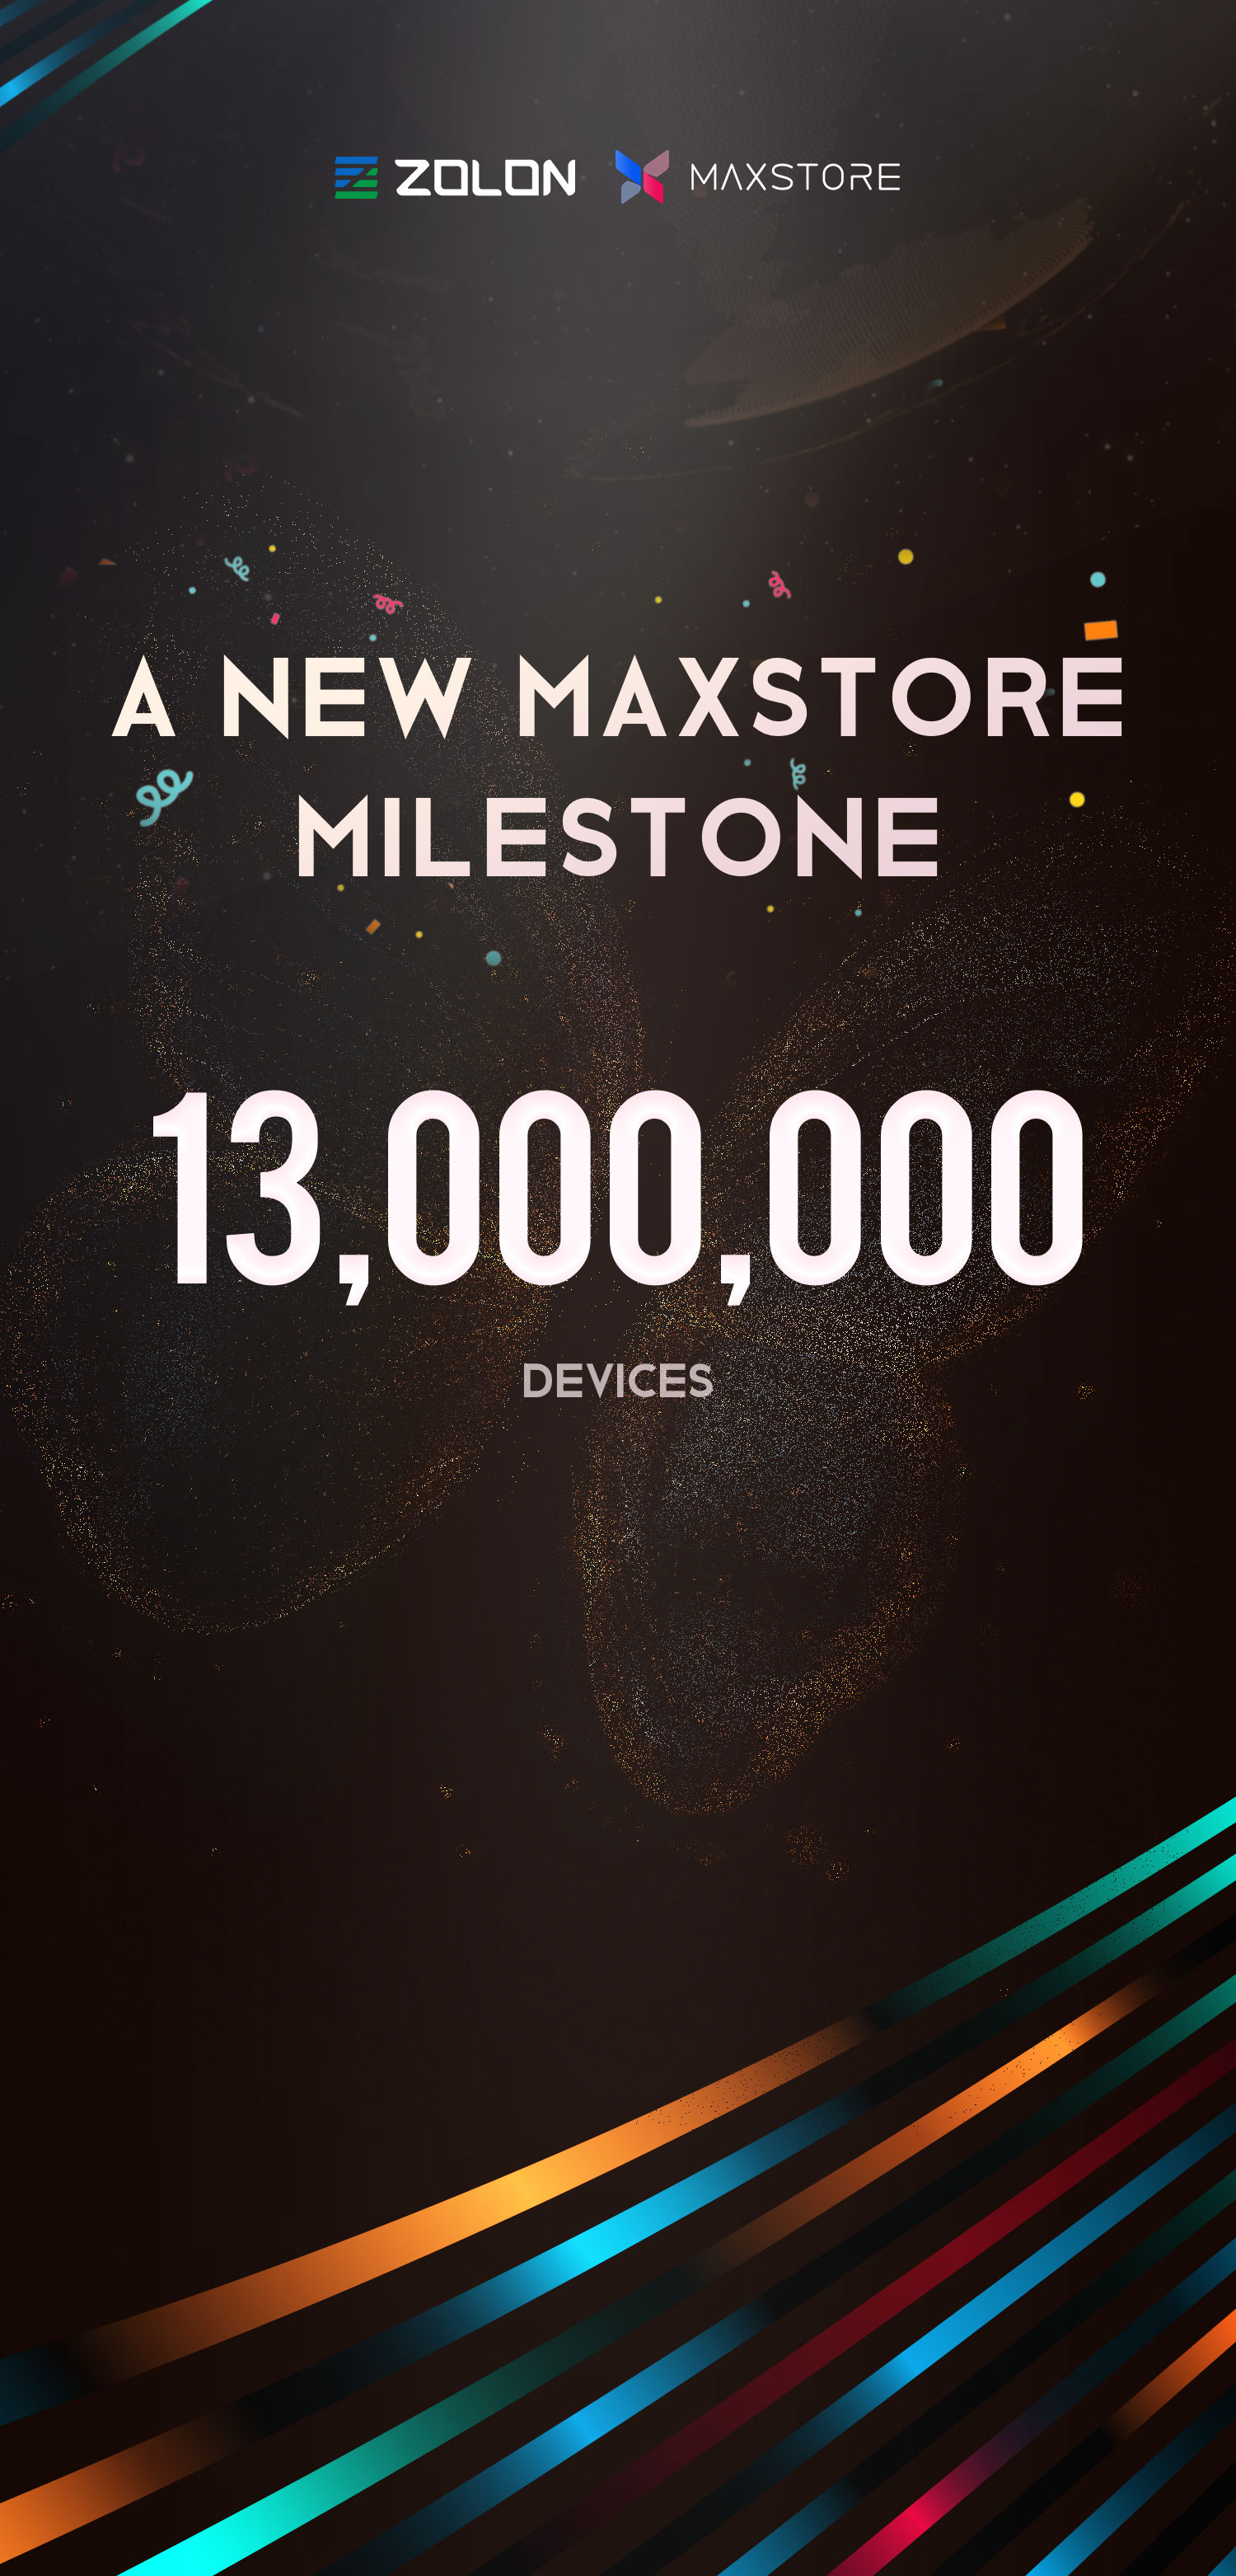 ZOLON MAXSTORE
A NEW MAXSTORE
MILESTONE
13,000,000
DEVICES